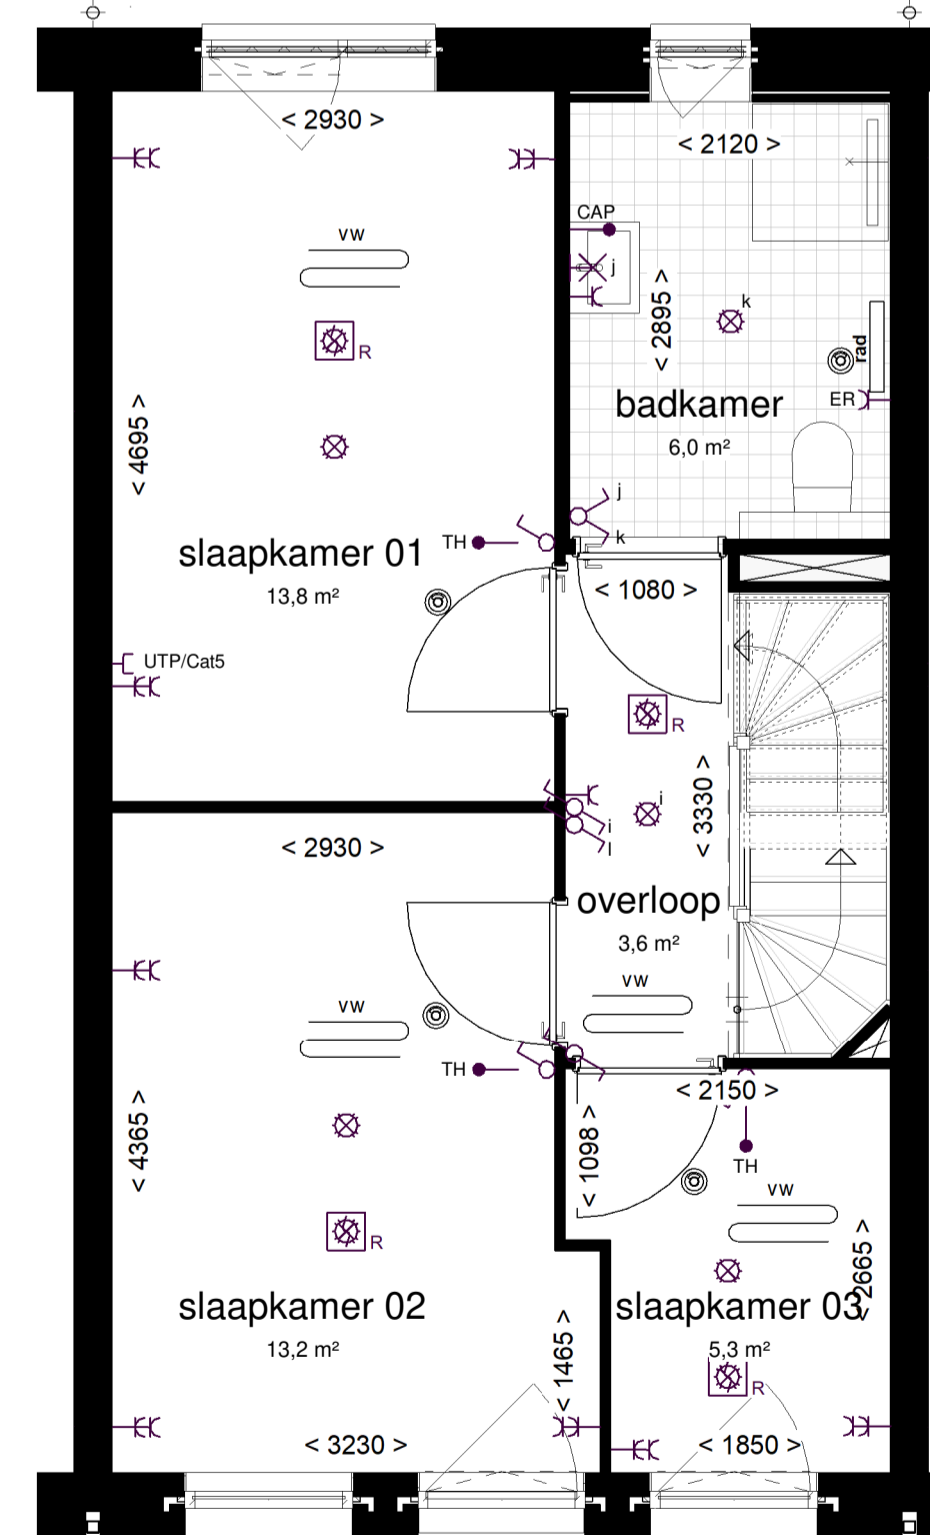 < 2930 >
< 2120 >
CAP
vw
j
k
< 2895 >
R
rad
ER
badkamer
6,0 m²
< 4695 >
j
k
TH
slaapkamer 01
13,8 m²
< 1080 >
UTP/Cat5
R
< 3330 >
i
i
l
< 2930 >
overloop
3,6 m²
vw
vw
TH
< 2150 >
< 1098 >
TH
< 4365 >
vw
R
< 2665 >
slaapkamer 02
13,2 m²
slaapkamer 03
5,3 m²
< 1465 >
R
< 3230 >
< 1850 >